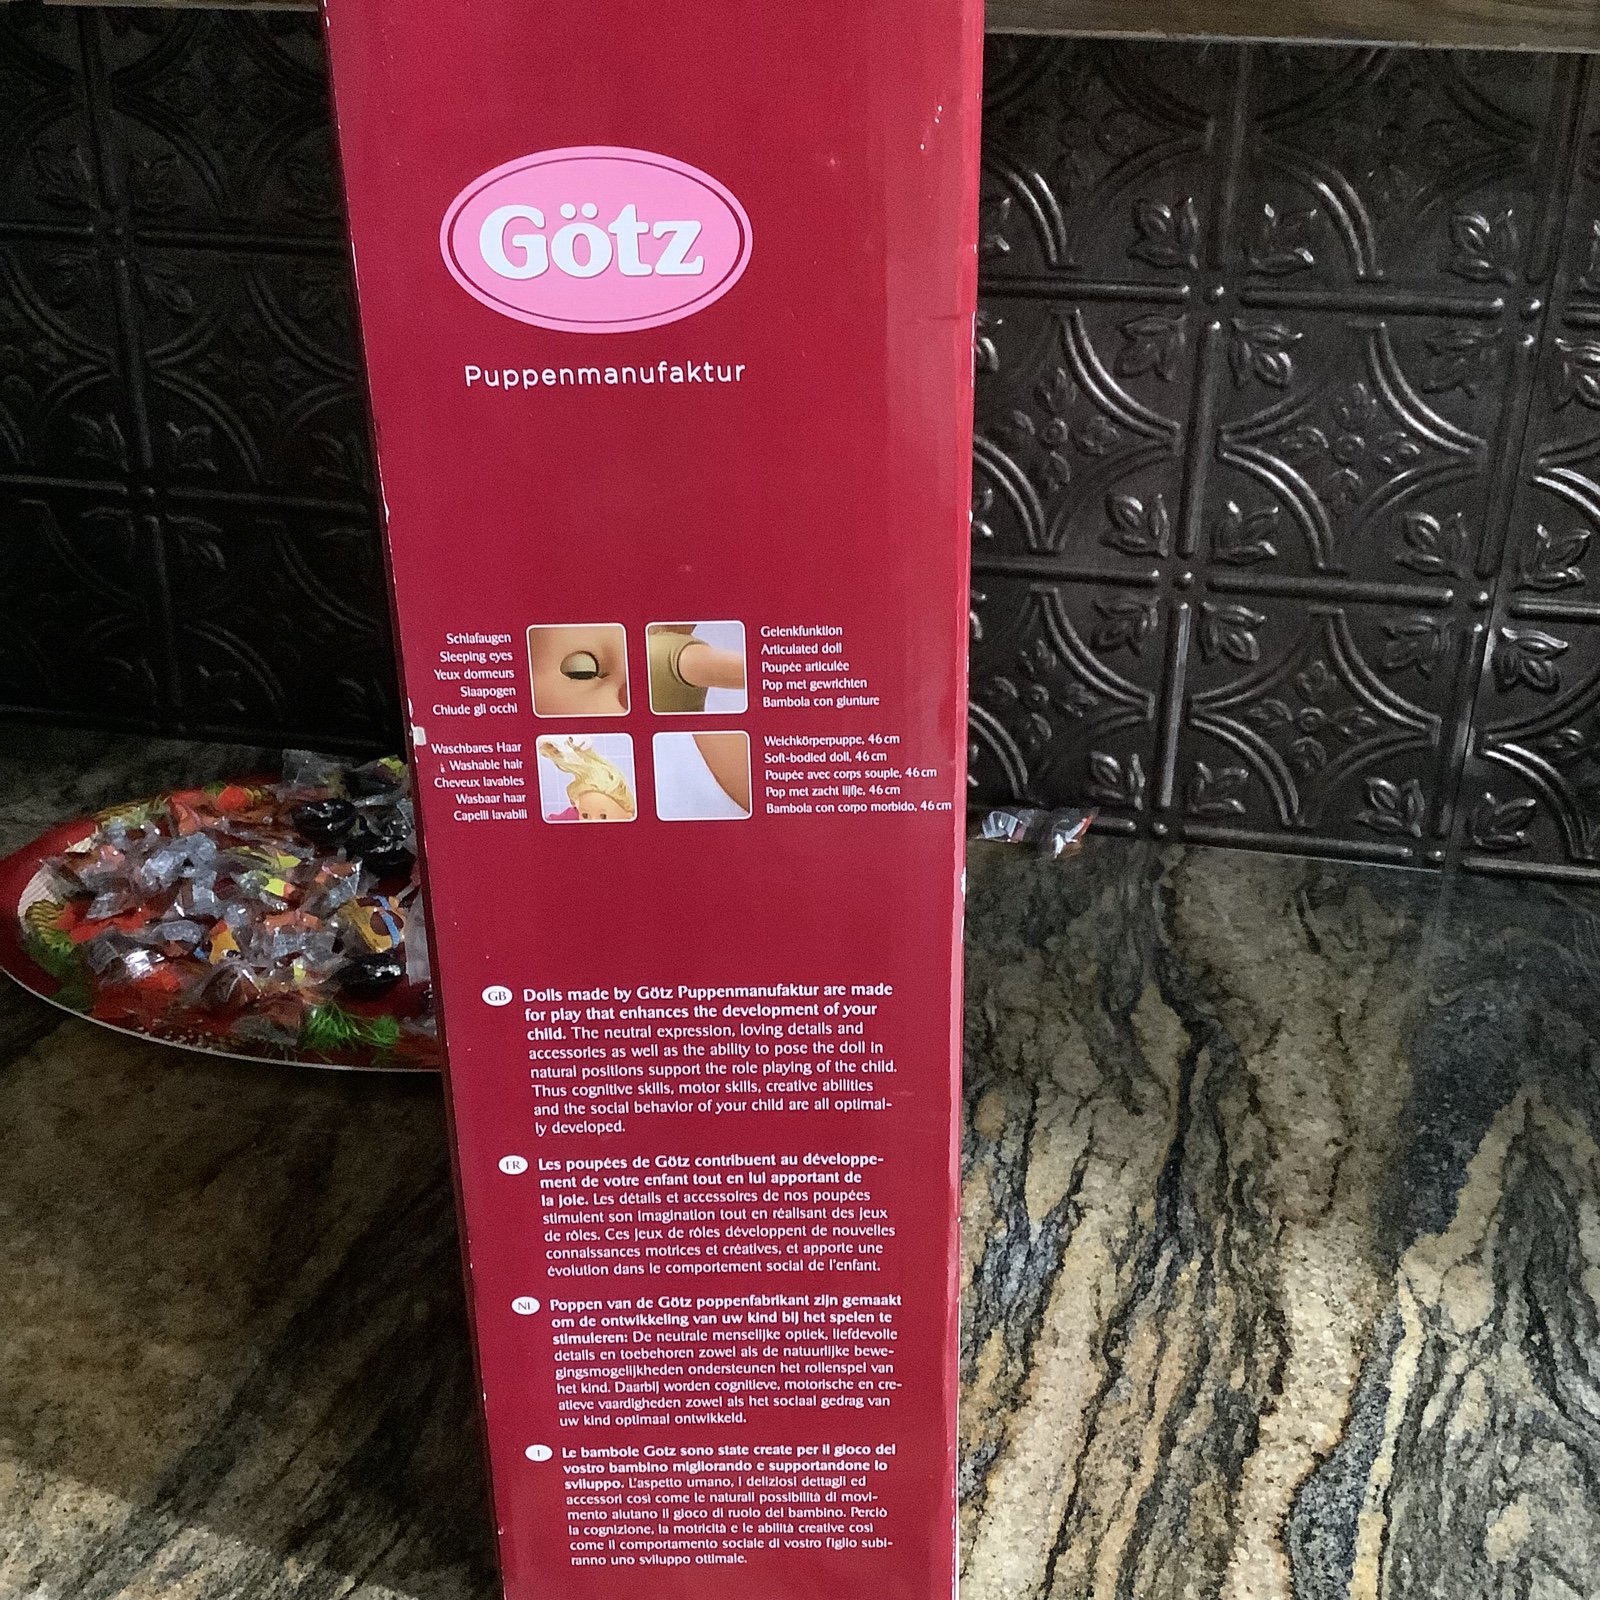 Götz
Puppenmanufaktur
Schlafaugen
Sleeping eyes
Yeux dormeurs
Slaapogen
Chiude gli occhi
Gelenkfunktion
Articulated doll
Poupée articulée
Pop met gewrichten
Bambola con giunture
Waschbares Haar
Washable hair
Cheveux lavables
Wasbaar haar
Capelli lavabili
Weichkörperpuppe, 46 cm
Soft-bodied doll, 46 cm
Poupée avec corps souple, 46 cm
Pop met zacht lijfje, 46 cm
Bambola con corpo morbido, 46 cm
GB Dolls made by Götz Puppenmanufaktur are made
for play that enhances the development of your
child. The neutral expression, loving details and
accessories as well as the ability to pose the doll in
natural positions support the role playing of the child.
Thus cognitive skills, motor skills, creative abilities
and the social behavior of your child are all optimal-
ly developed.
FR Les poupées de Götz contribuent au développe-
ment de votre enfant tout en lui apportant de
la joie. Les détails et accessoires de nos poupées
stimulent son imagination tout en réalisant des jeux
de rôles. Ces jeux de rôles développent de nouvelles
connaissances motrices et créatives, et apporte une
évolution dans le comportement social de l'enfant.
NL Poppen van de Götz poppenfabrikant zijn gemaakt
om de ontwikkeling van uw kind bij het spelen te
stimuleren: De neutrale menselijke optiek, liefdevolle
details en toebehoren zowel als de natuurlijke bewe-
gingsmogelijkheden ondersteunen het rollenspel van
het kind. Daarbij worden cognitieve, motorische en cre-
atieve vaardigheden zowel als het sociaal gedrag van
uw kind optimaal ontwikkeld.
I Le bambole Götz sono state create per il gioco del
vostro bambino migliorando e supportandone lo
sviluppo. L'aspetto umano, i deliziosi dettagli ed
accessori così come le naturali possibilità di movi-
mento aiutano il gioco di ruolo del bambino. Perciò
la cognizione, la motricità e le abilità creative così
come il comportamento sociale di vostro figlio subi-
ranno uno sviluppo ottimale.